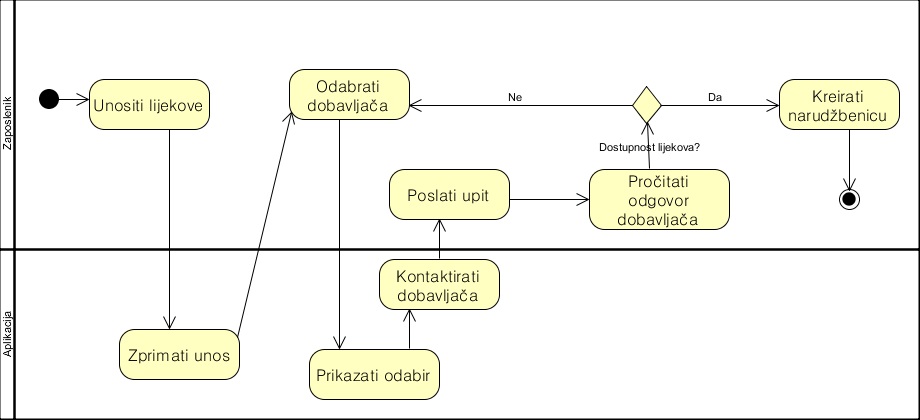 Zaposlenik
Unositi lijekove
Odabrati
dobavljača
Ne
Da
Kreirati
narudžbenicu
Dostupnost lijekova?
Poslati upit
Pročitati
odgovor
dobavljača
Aplikacija
Kontaktirati
dobavljača
Zprimati unos
Prikazati odabir